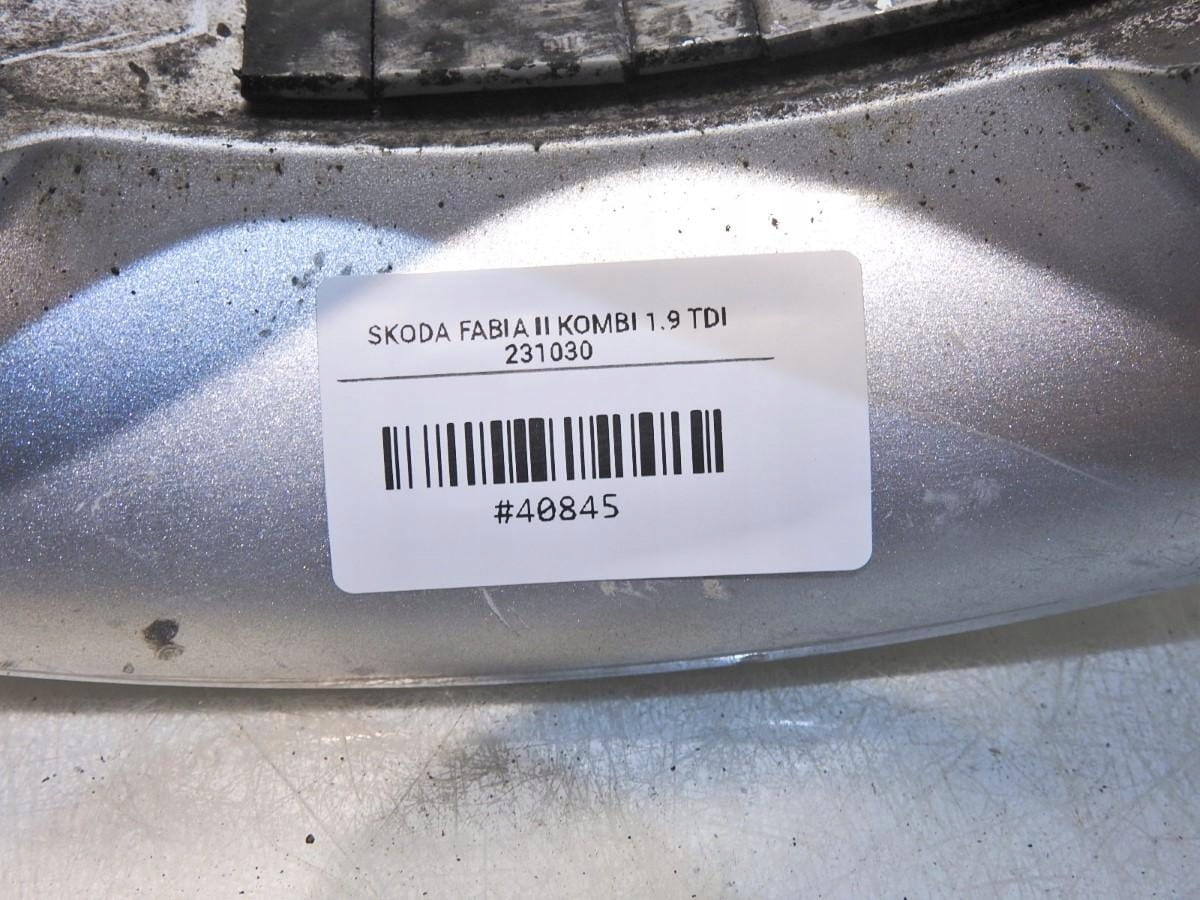 SKODA FABIA II KOMBI 1.9 TDI
231030
#40845